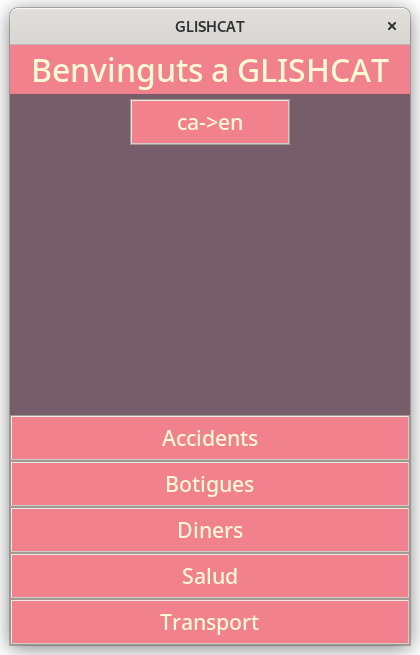 GLISHCAT
Benvinguts a GLISHCAT
ca->en
Accidents
Botigues
Diners
Salud
Transport